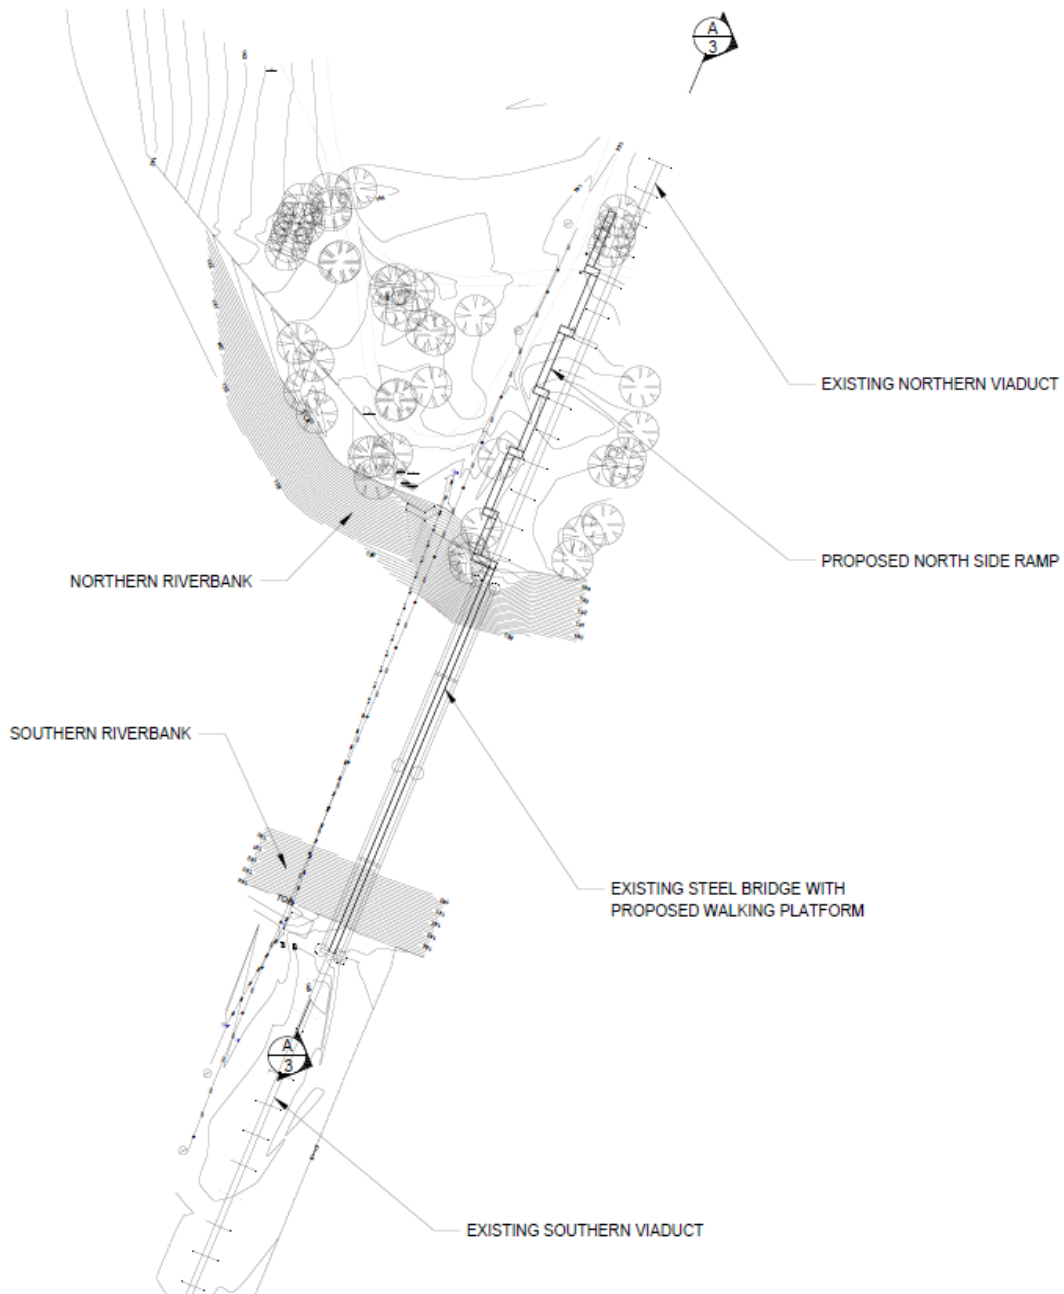 A
3
EXISTING NORTHERN VIADUCT
PROPOSED NORTH SIDE RAMP
NORTHERN RIVERBANK
SOUTHERN RIVERBANK
EXISTING STEEL BRIDGE WITH
PROPOSED WALKING PLATFORM
A
3
EXISTING SOUTHERN VIADUCT